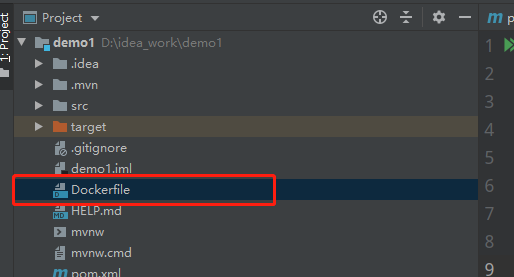 1: Project
Project
demo1 D:\idea_work\demo1
.idea
.mvn
src
target
.gitignore
demo1.iml
Dockerfile
HELP.md
mvnw
mvnw.cmd
pom.xml
p
1
2
3
4
5
6
7
8
9